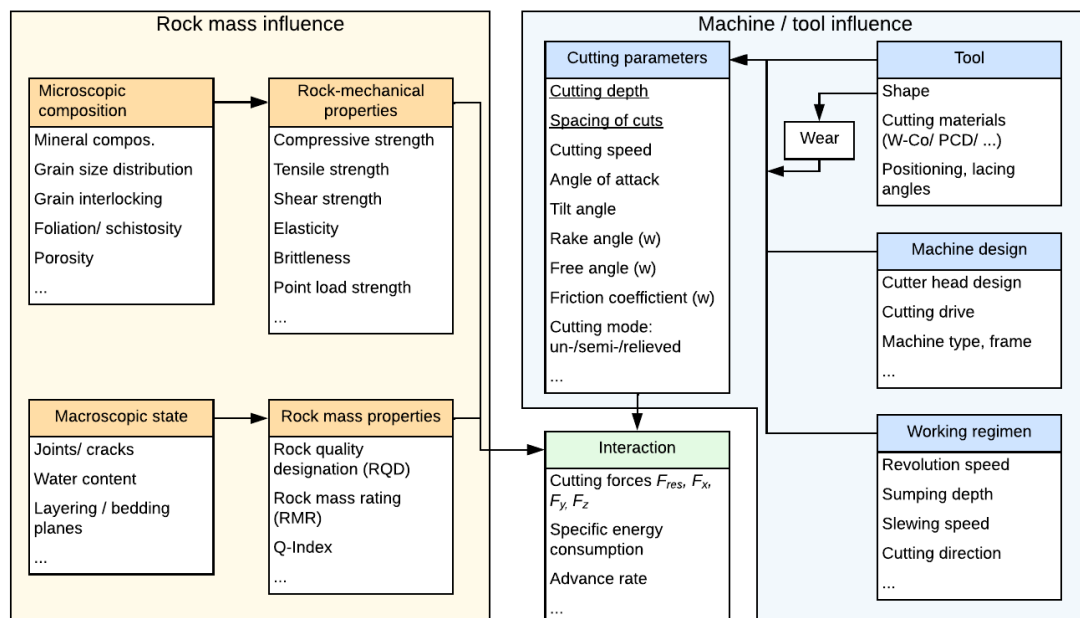 Rock mass influence
Microscopic
composition
Mineral compos.
Grain size distribution
Grain interlocking
Foliation/ schistosity
Porosity
...
Rock-mechanical
properties
Compressive strength
Tensile strength
Shear strength
Elasticity
Brittleness
Point load strength
...
Macroscopic state
Joints/ cracks
Water content
Layering / bedding
planes
...
Rock mass properties
Rock quality
designation (RQD)
Rock mass rating
(RMR)
Q-Index
...
Machine / tool influence
Cutting parameters
Cutting depth
Spacing of cuts
Cutting speed
Angle of attack
Tilt angle
Rake angle (w)
Free angle (w)
Friction coeffictient (w)
Cutting mode:
un-/semi-/relieved
...
Wear
Tool
Shape
Cutting materials
(W-Co/ PCD/ ...)
Positioning, lacing
angles
Machine design
Cutter head design
Cutting drive
Machine type, frame
...
Working regimen
Revolution speed
Sumping depth
Slewing speed
Cutting direction
...
Interaction
Cutting forces Fres, Fx,
Fy, Fz
Specific energy
consumption
Advance rate
...